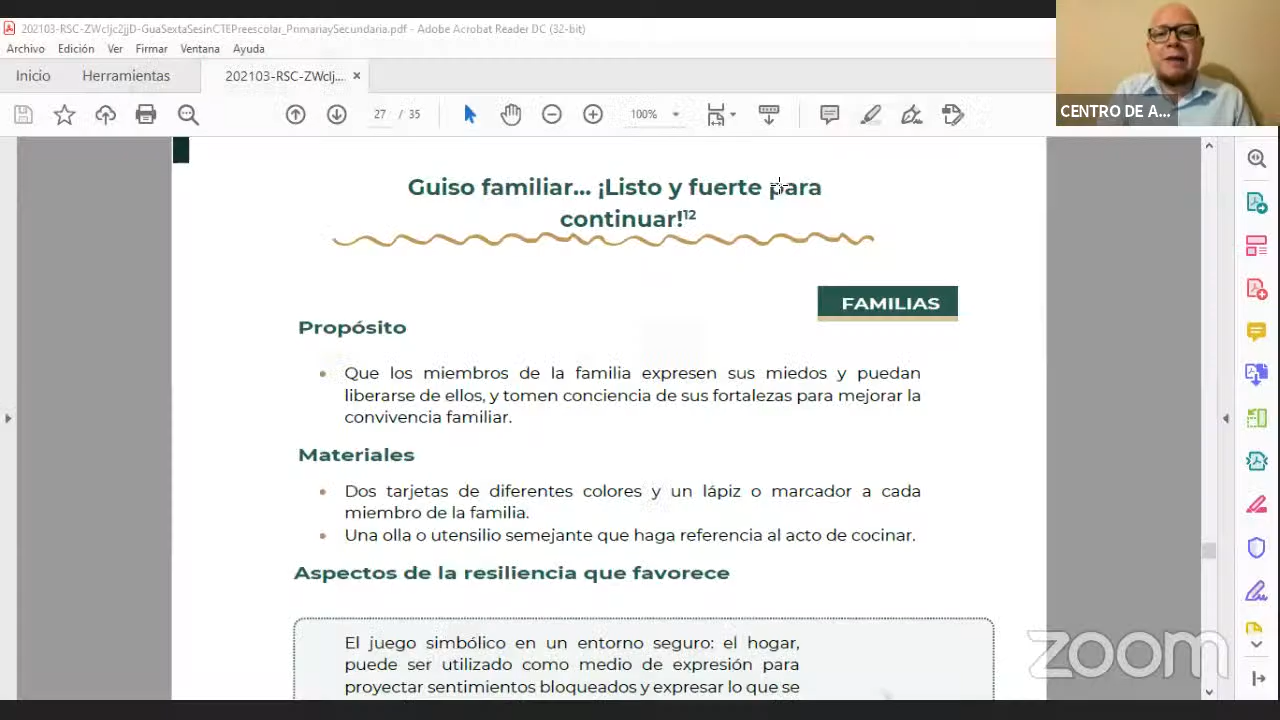 202103-RSC-ZWcIjc2jjD-GuaSextaSesinCTEPreescolar_PrimariaySecundaria.pdf - Adobe Acrobat Reader DC (32-bit)
Archivo Edición Ver Firmar Ventana Ayuda
Inicio Herramientas 202103-RSC-ZWcIj... ×
27 / 35 100%
CENTRO DE A...
Guiso familiar... ¡Listo y fuerte para
continuar!¹²
FAMILIAS
Propósito
• Que los miembros de la familia expresen sus miedos y puedan
liberarse de ellos, y tomen conciencia de sus fortalezas para mejorar la
convivencia familiar.
Materiales
• Dos tarjetas de diferentes colores y un lápiz o marcador a cada
miembro de la familia.
• Una olla o utensilio semejante que haga referencia al acto de cocinar.
Aspectos de la resiliencia que favorece
El juego simbólico en un entorno seguro: el hogar,
puede ser utilizado como medio de expresión para
proyectar sentimientos bloqueados y expresar lo que se
zoom